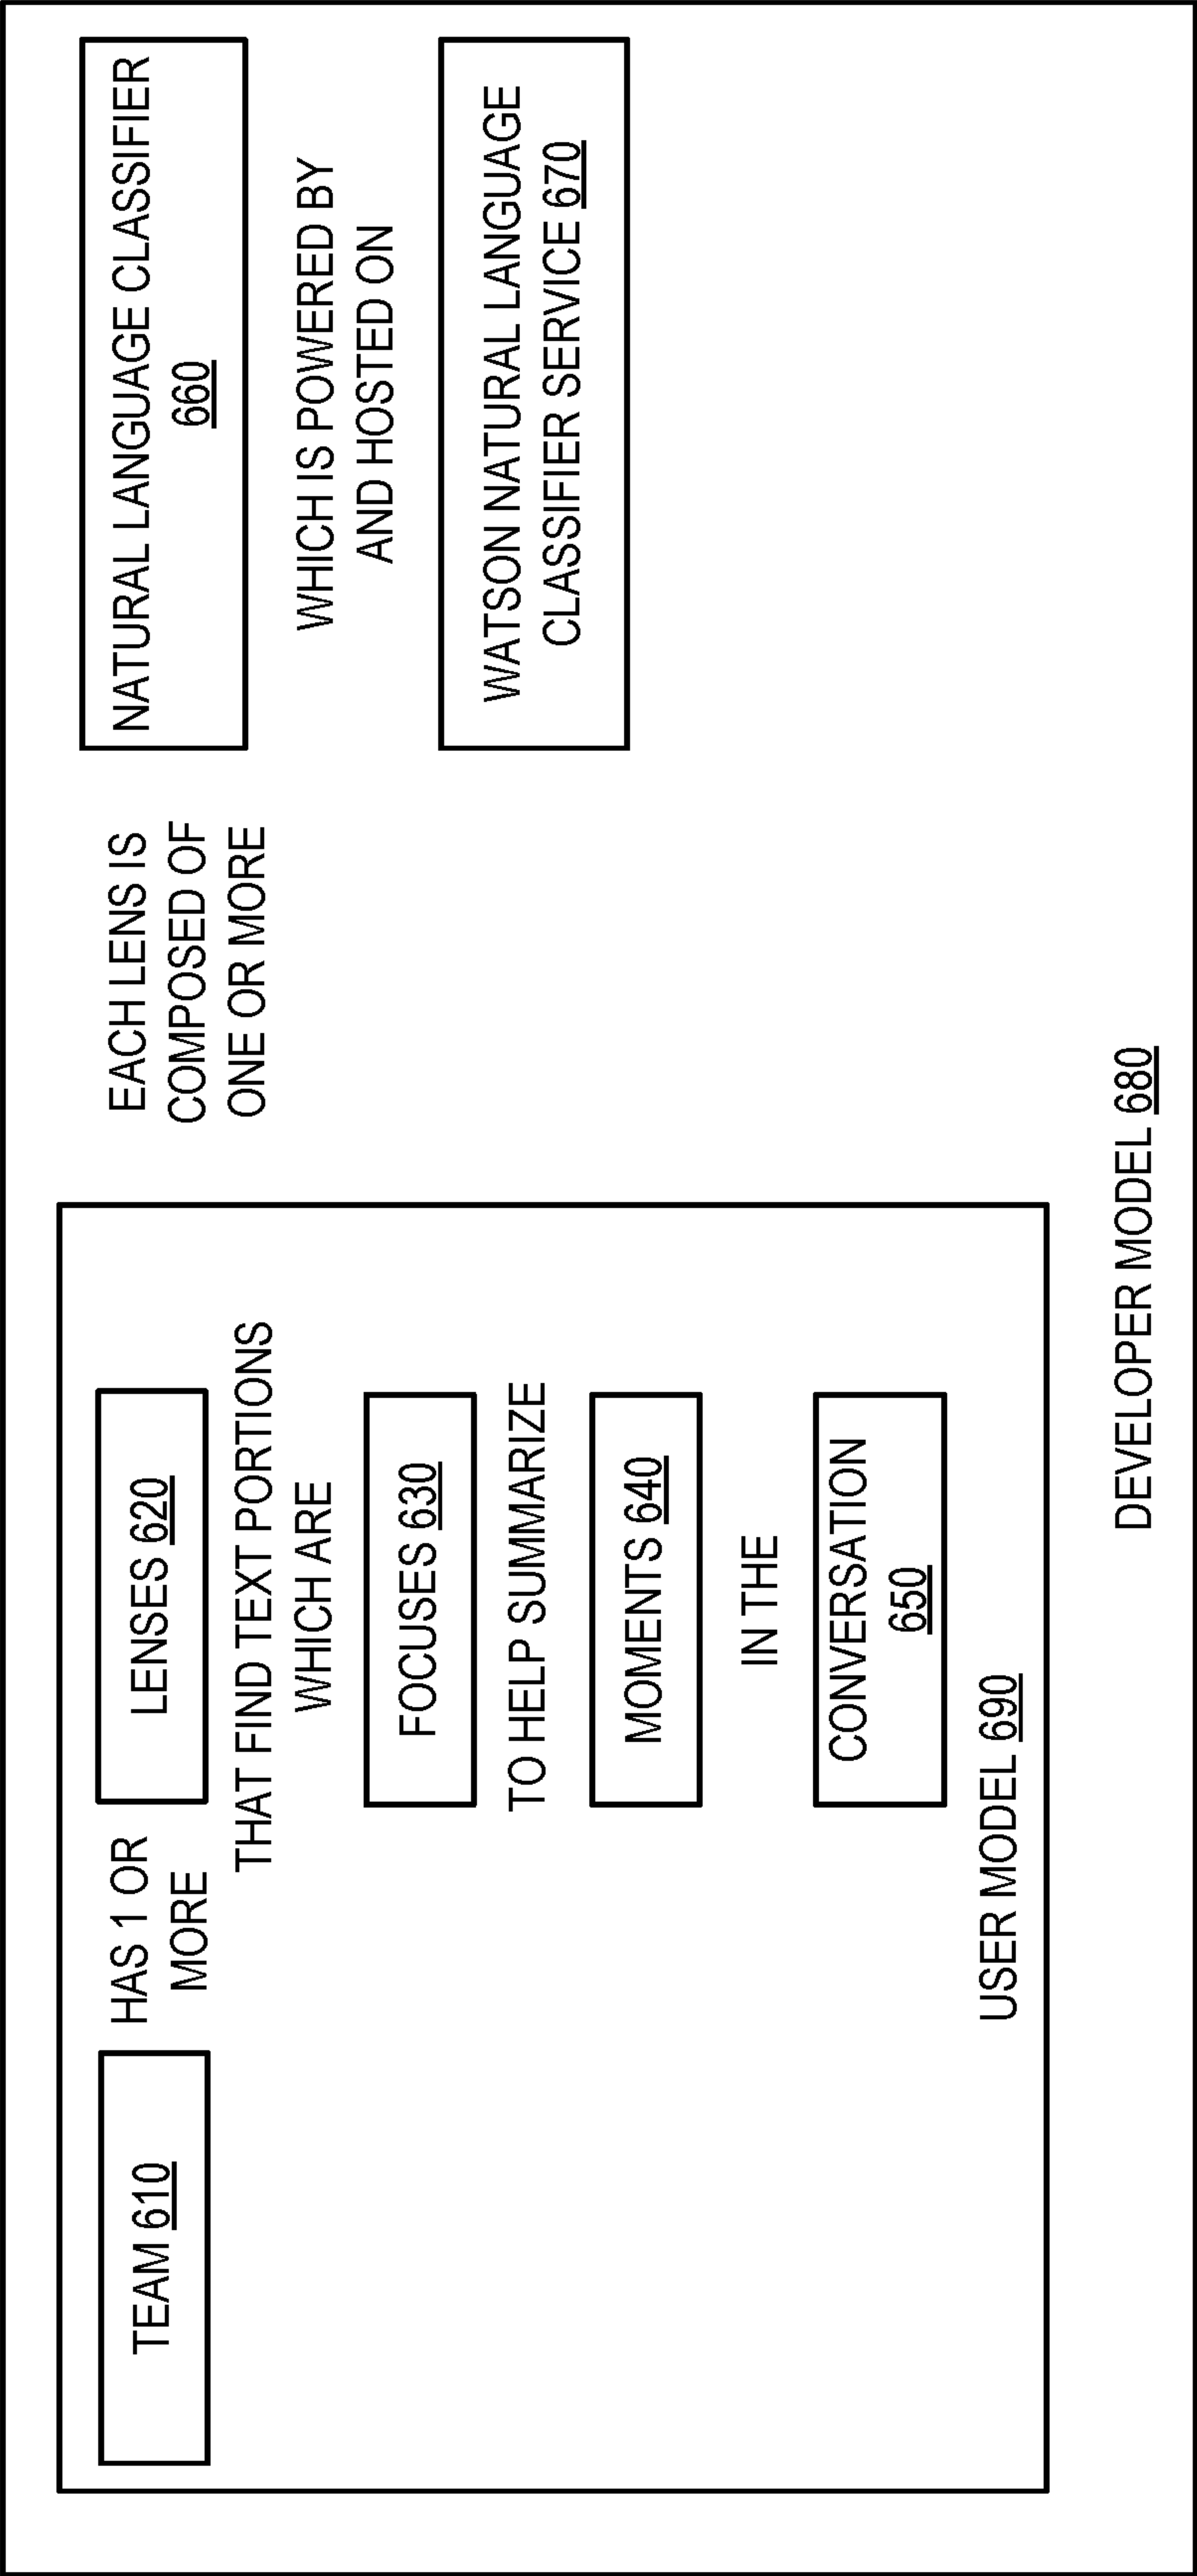 TEAM 610
HAS 1 OR
MORE
LENSES 620
THAT FIND TEXT PORTIONS
WHICH ARE
FOCUSES 630
TO HELP SUMMARIZE
MOMENTS 640
IN THE
CONVERSATION
650
USER MODEL 690
EACH LENS IS
COMPOSED OF
ONE OR MORE
NATURAL LANGUAGE CLASSIFIER
660
WHICH IS POWERED BY
AND HOSTED ON
WATSON NATURAL LANGUAGE
CLASSIFIER SERVICE 670
DEVELOPER MODEL 680